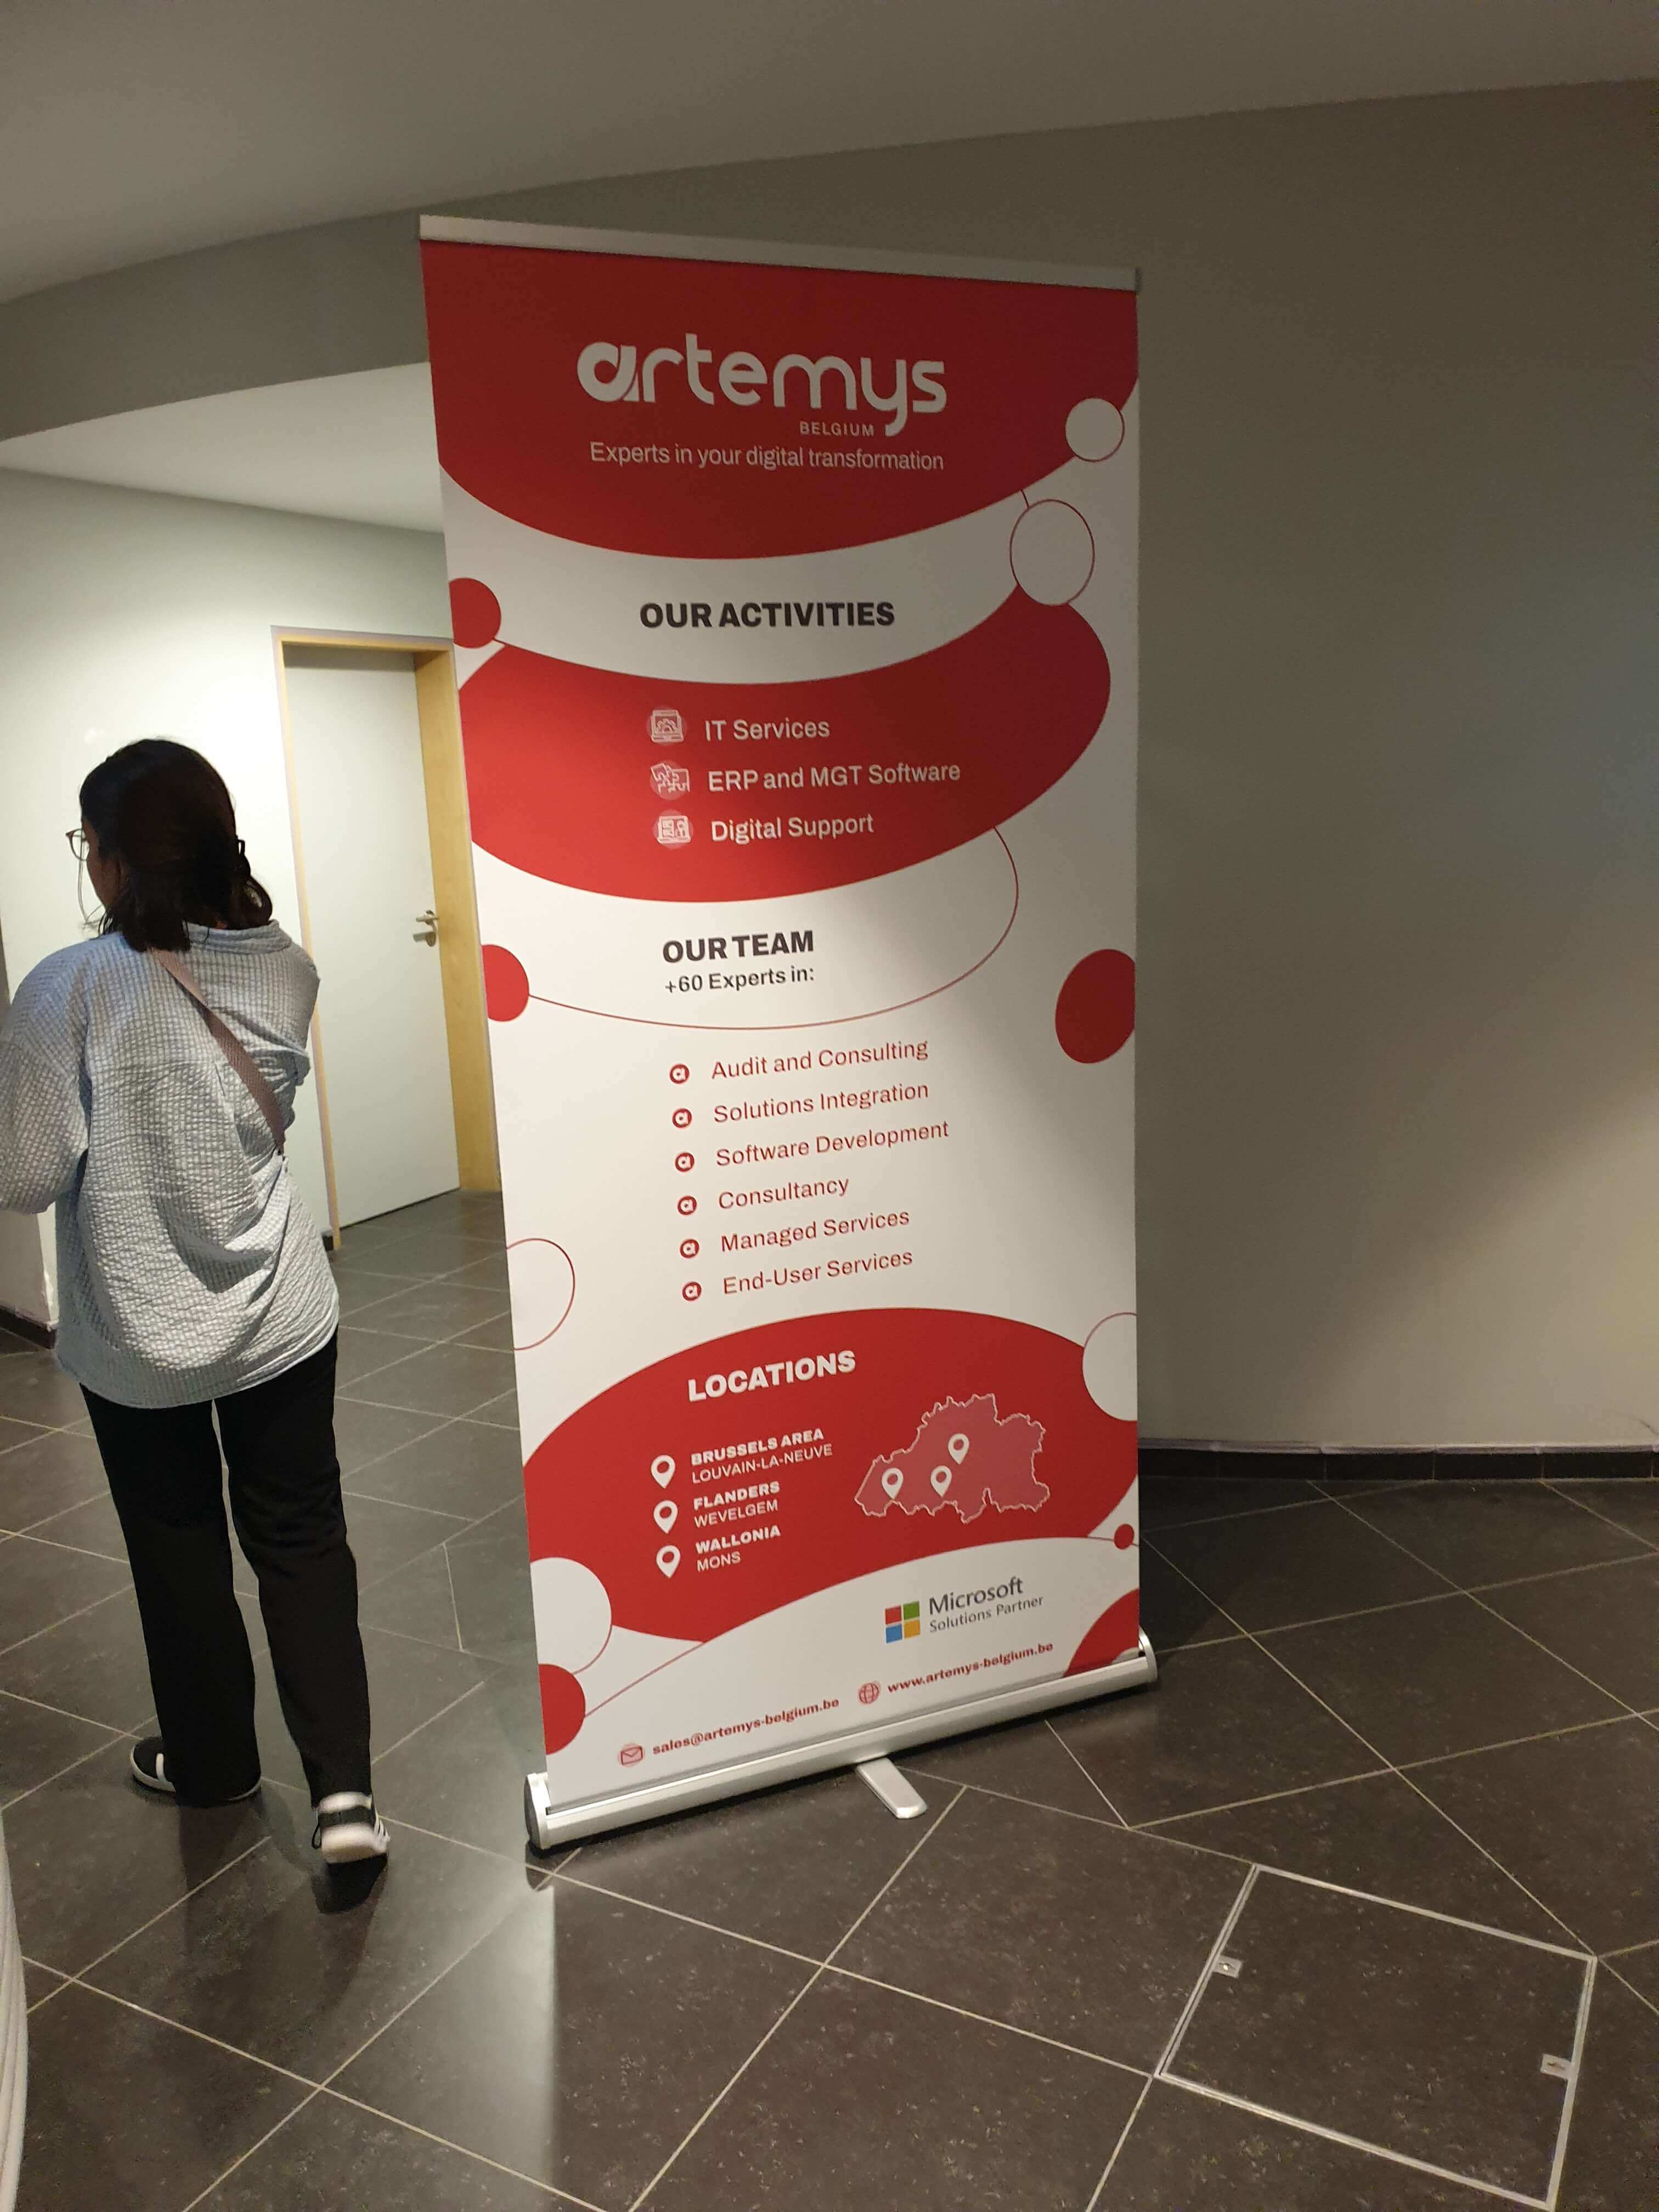 artemys
BELGIUM
Experts in your digital transformation
OUR ACTIVITIES
IT Services
ERP and MGT Software
Digital Support
OUR TEAM
+60 Experts in:
Audit and Consulting
Solutions Integration
Software Development
Consultancy
Managed Services
End-User Services
LOCATIONS
BRUSSELS AREA
LOUVAIN-LA-NEUVE
FLANDERS
WEVELGEM
WALLONIA
MONS
Microsoft
Solutions Partner
sales@artemys-belgium.be
www.artemys-belgium.be